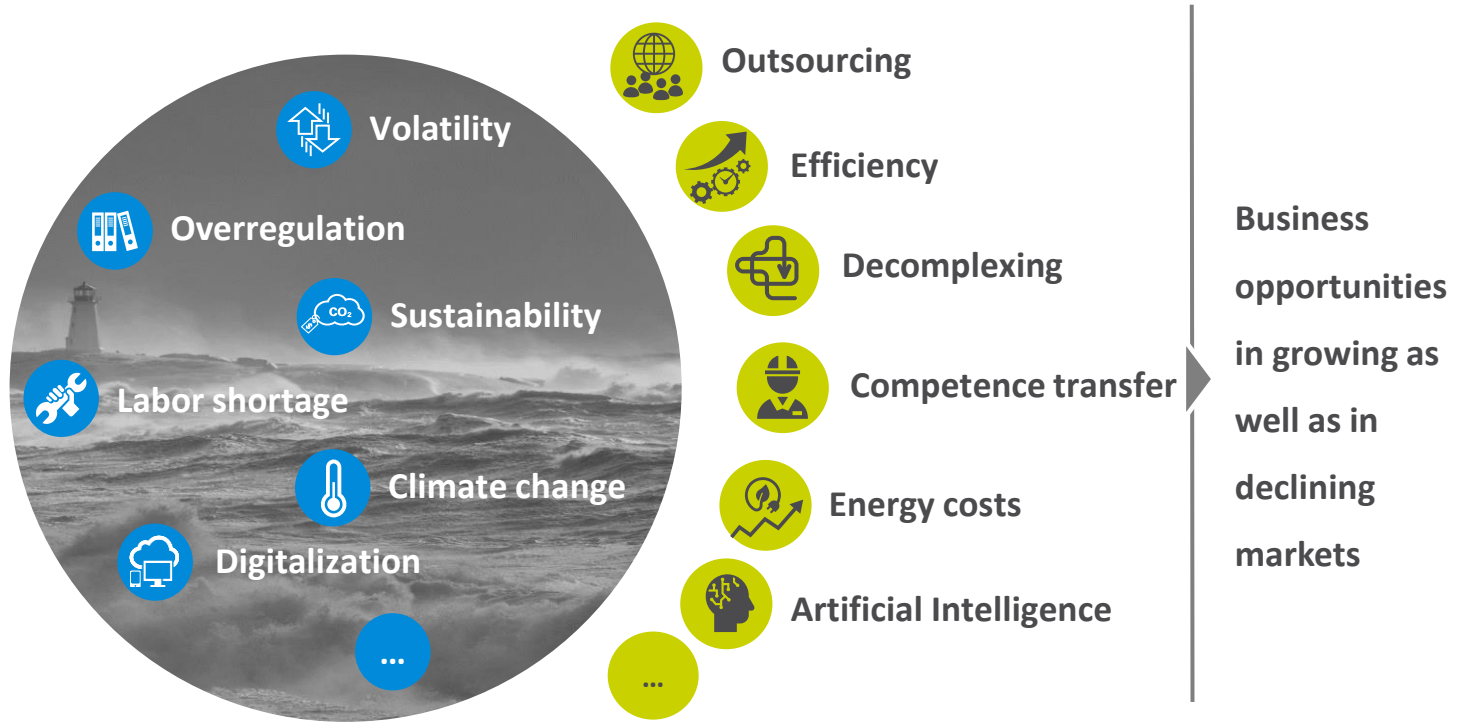 Volatility
Overregulation
CO₂
Sustainability
Labor shortage
Climate change
Digitalization
...
Outsourcing
Efficiency
Decomplexing
Competence transfer
Energy costs
Artificial Intelligence
...
Business
opportunities
in growing as
well as in
declining
markets